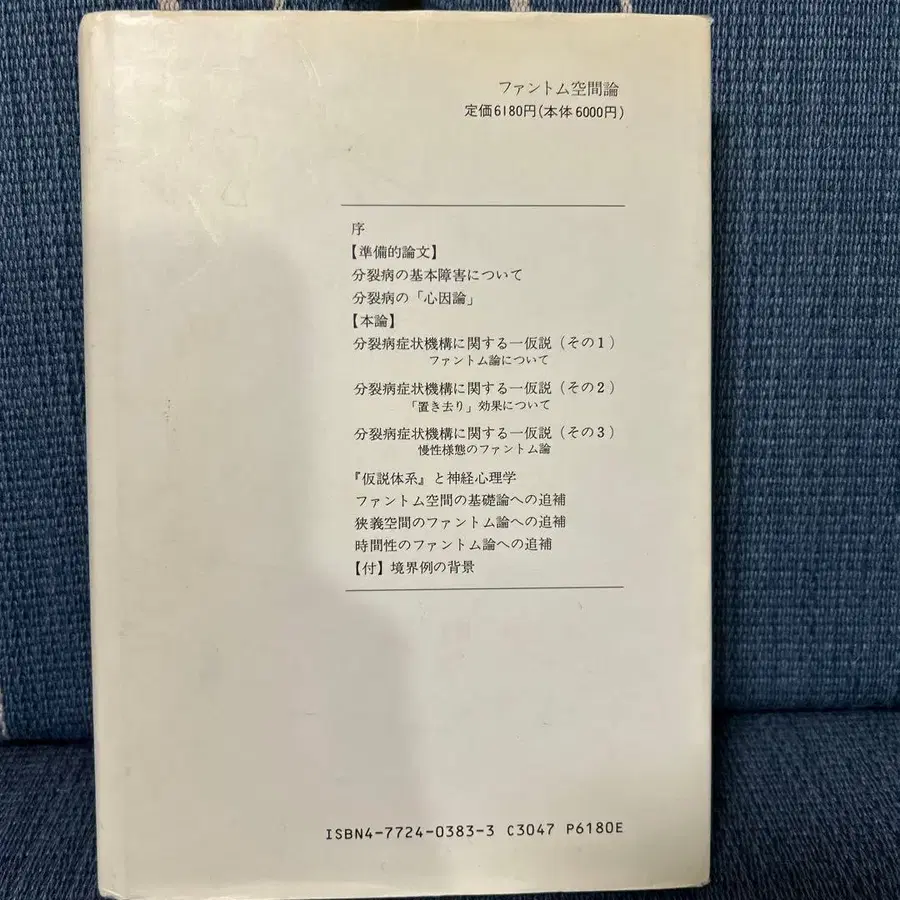 ファントム空間論
定価6180円(本体6000円)
序
【準備的論文】
分裂病の基本障害について
分裂病の「心因論」
【本論】
分裂病症状機構に関する一仮説(その1)
ファントム論について
分裂病症状機構に関する一仮説(その2)
「置き去り」効果について
分裂病症状機構に関する一仮説(その3)
慢性様態のファントム論
『仮説体系』と神経心理学
ファントム空間の基礎論への追補
狭義空間のファントム論への追補
時間性のファントム論への追補
【付】境界例の背景
ISBN4-7724-0383-3 C3047 P6180E